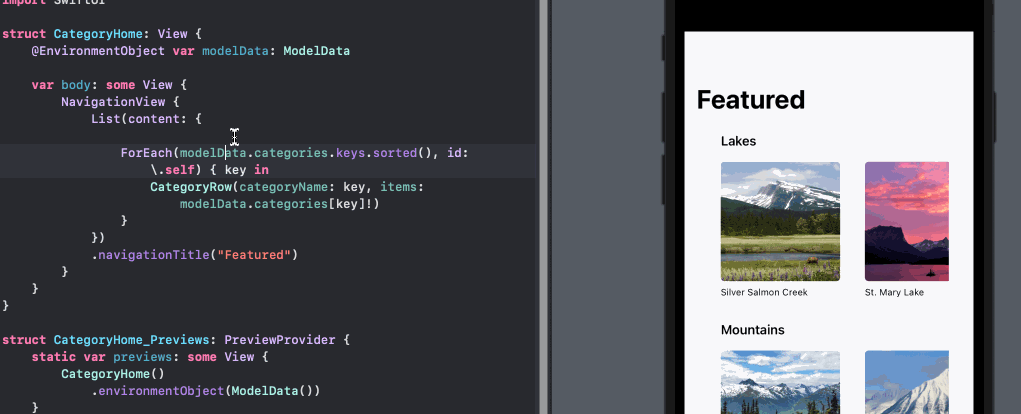 import SwiftUI
struct CategoryHome: View {
@EnvironmentObject var modelData: ModelData
var body: some View {
NavigationView {
List(content: {
ForEach(modelData.categories.keys.sorted(), id:
\.self) { key in
CategoryRow(categoryName: key, items:
modelData.categories[key]!)
}
})
.navigationTitle("Featured")
}
}
}
struct CategoryHome_Previews: PreviewProvider {
static var previews: some View {
CategoryHome()
.environmentObject(ModelData())
}
Featured
Lakes
Silver Salmon Creek
St. Mary Lake
Mountains